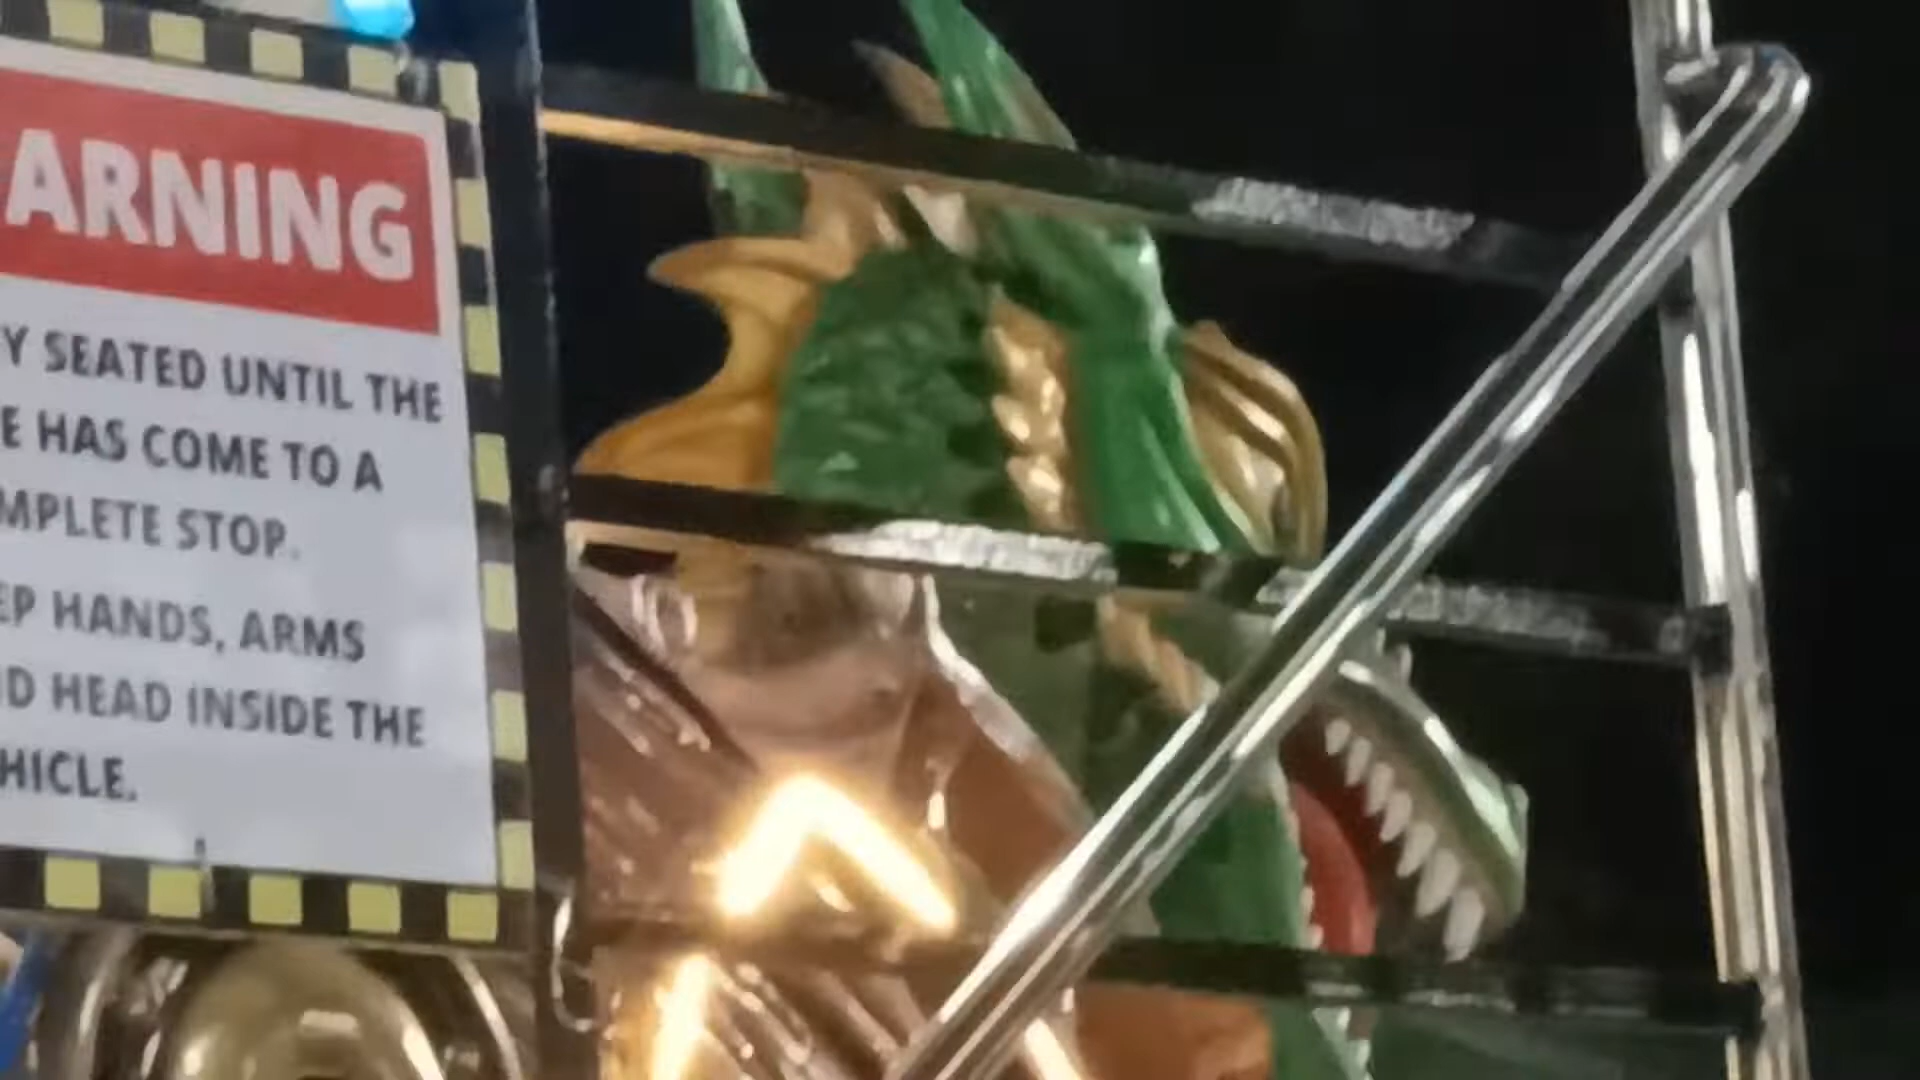 ARNING
Y SEATED UNTIL THE
E HAS COME TO A
MPLETE STOP.
EP HANDS, ARMS
D HEAD INSIDE THE
HICLE.